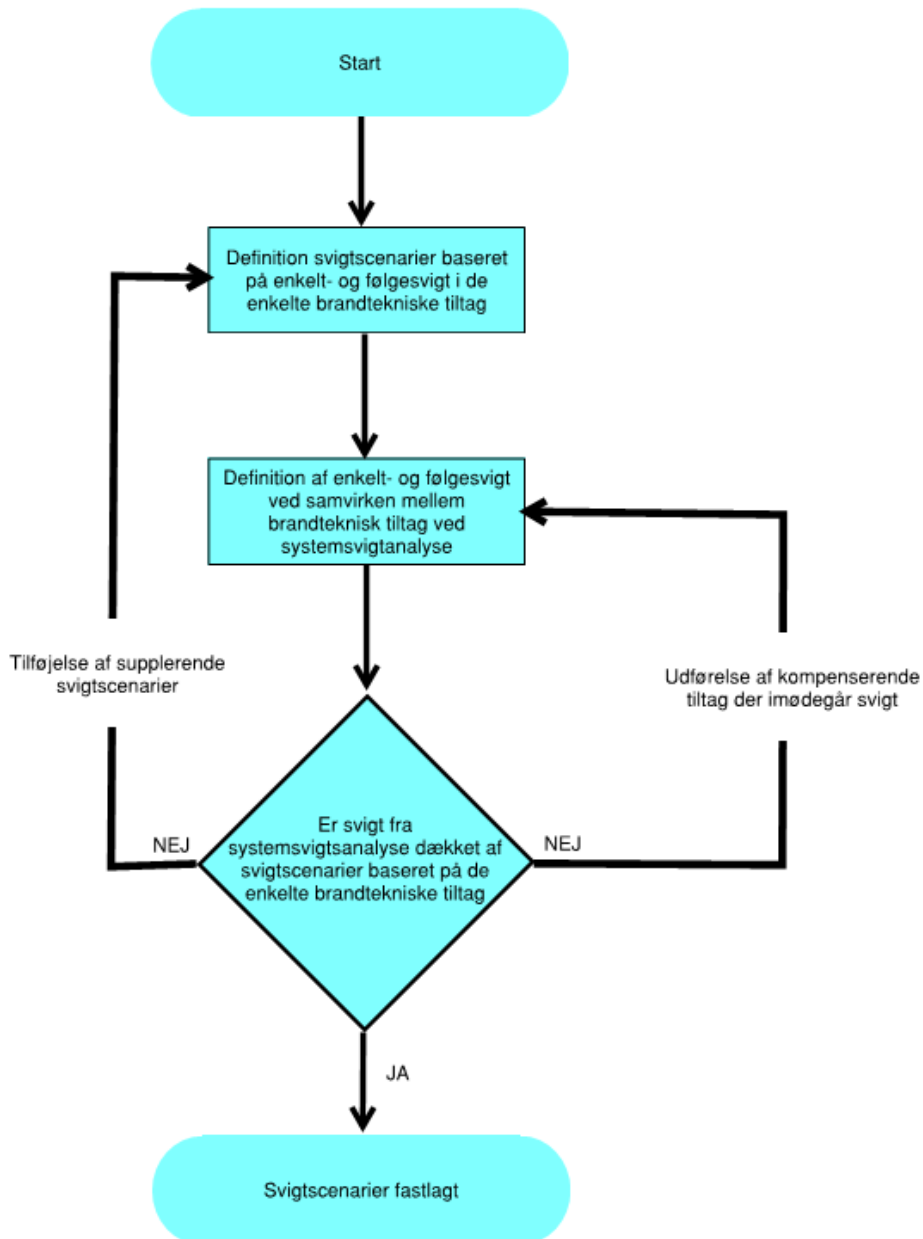 Start
Definition svigtscenarier baseret
på enkelt- og følgesvigt i de
enkelte brandtekniske tiltag
Definition af enkelt- og følgesvigt
ved samvirken mellem
brandteknisk tiltag ved
systemsvigtanalyse
Tilføjelse af supplerende
svigtscenarier
Udførelse af kompenserende
tiltag der imødegår svigt
NEJ
Er svigt fra
systemsvigtsanalyse dækket af
svigtscenarier baseret på de
enkelte brandtekniske tiltag
NEJ
JA
Svigtscenarier fastlagt